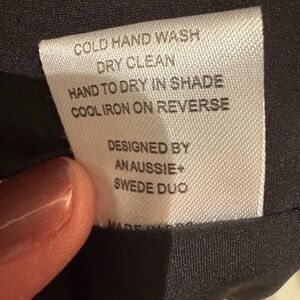 COLD HAND WASH
DRY CLEAN
HAND TO DRY IN SHADE
COOL IRON ON REVERSE
DESIGNED BY
AN AUSSIE+
SWEDE DUO
MADE